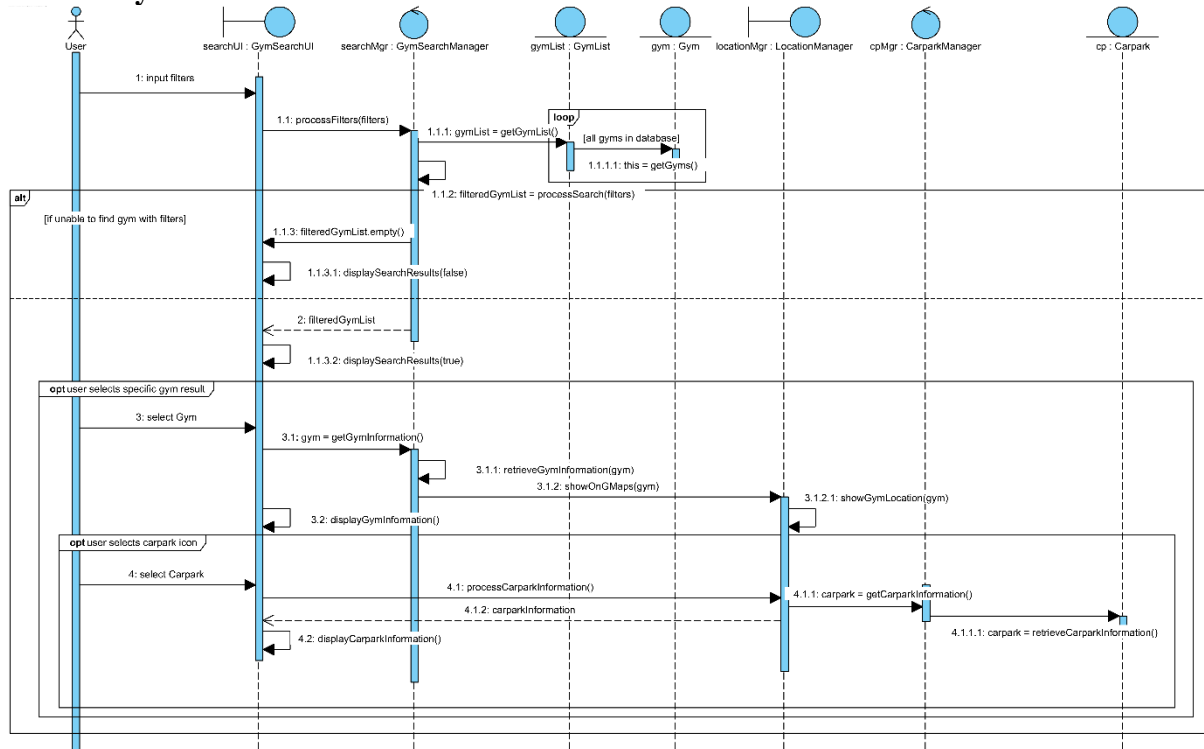 User
searchUI : GymSearchUI
searchMgr : GymSearchManager
gymList : GymList
gym : Gym
locationMgr : LocationManager
cpMgr : CarparkManager
cp : Carpark
1: input filters
1.1: processFilters(filters)
loop
1.1.1: gymList = getGymList()
[all gyms in database]
1.1.1.1: this = getGyms()
1.1.2: filteredGymList = processSearch(filters)
alt
[if unable to find gym with filters]
1.1.3: filteredGymList.empty()
1.1.3.1: displaySearchResults(false)
2: filteredGymList
1.1.3.2: displaySearchResults(true)
opt user selects specific gym result
3: select Gym
3.1: gym = getGymInformation()
3.1.1: retrieveGymInformation(gym)
3.1.2: showOnGMaps(gym)
3.1.2.1: showGymLocation(gym)
3.2: displayGymInformation()
opt user selects carpark icon
4: select Carpark
4.1: processCarparkInformation()
4.1.1: carpark = getCarparkInformation()
4.1.2: carparkInformation
4.1.1.1: carpark = retrieveCarparkInformation()
4.2: displayCarparkInformation()